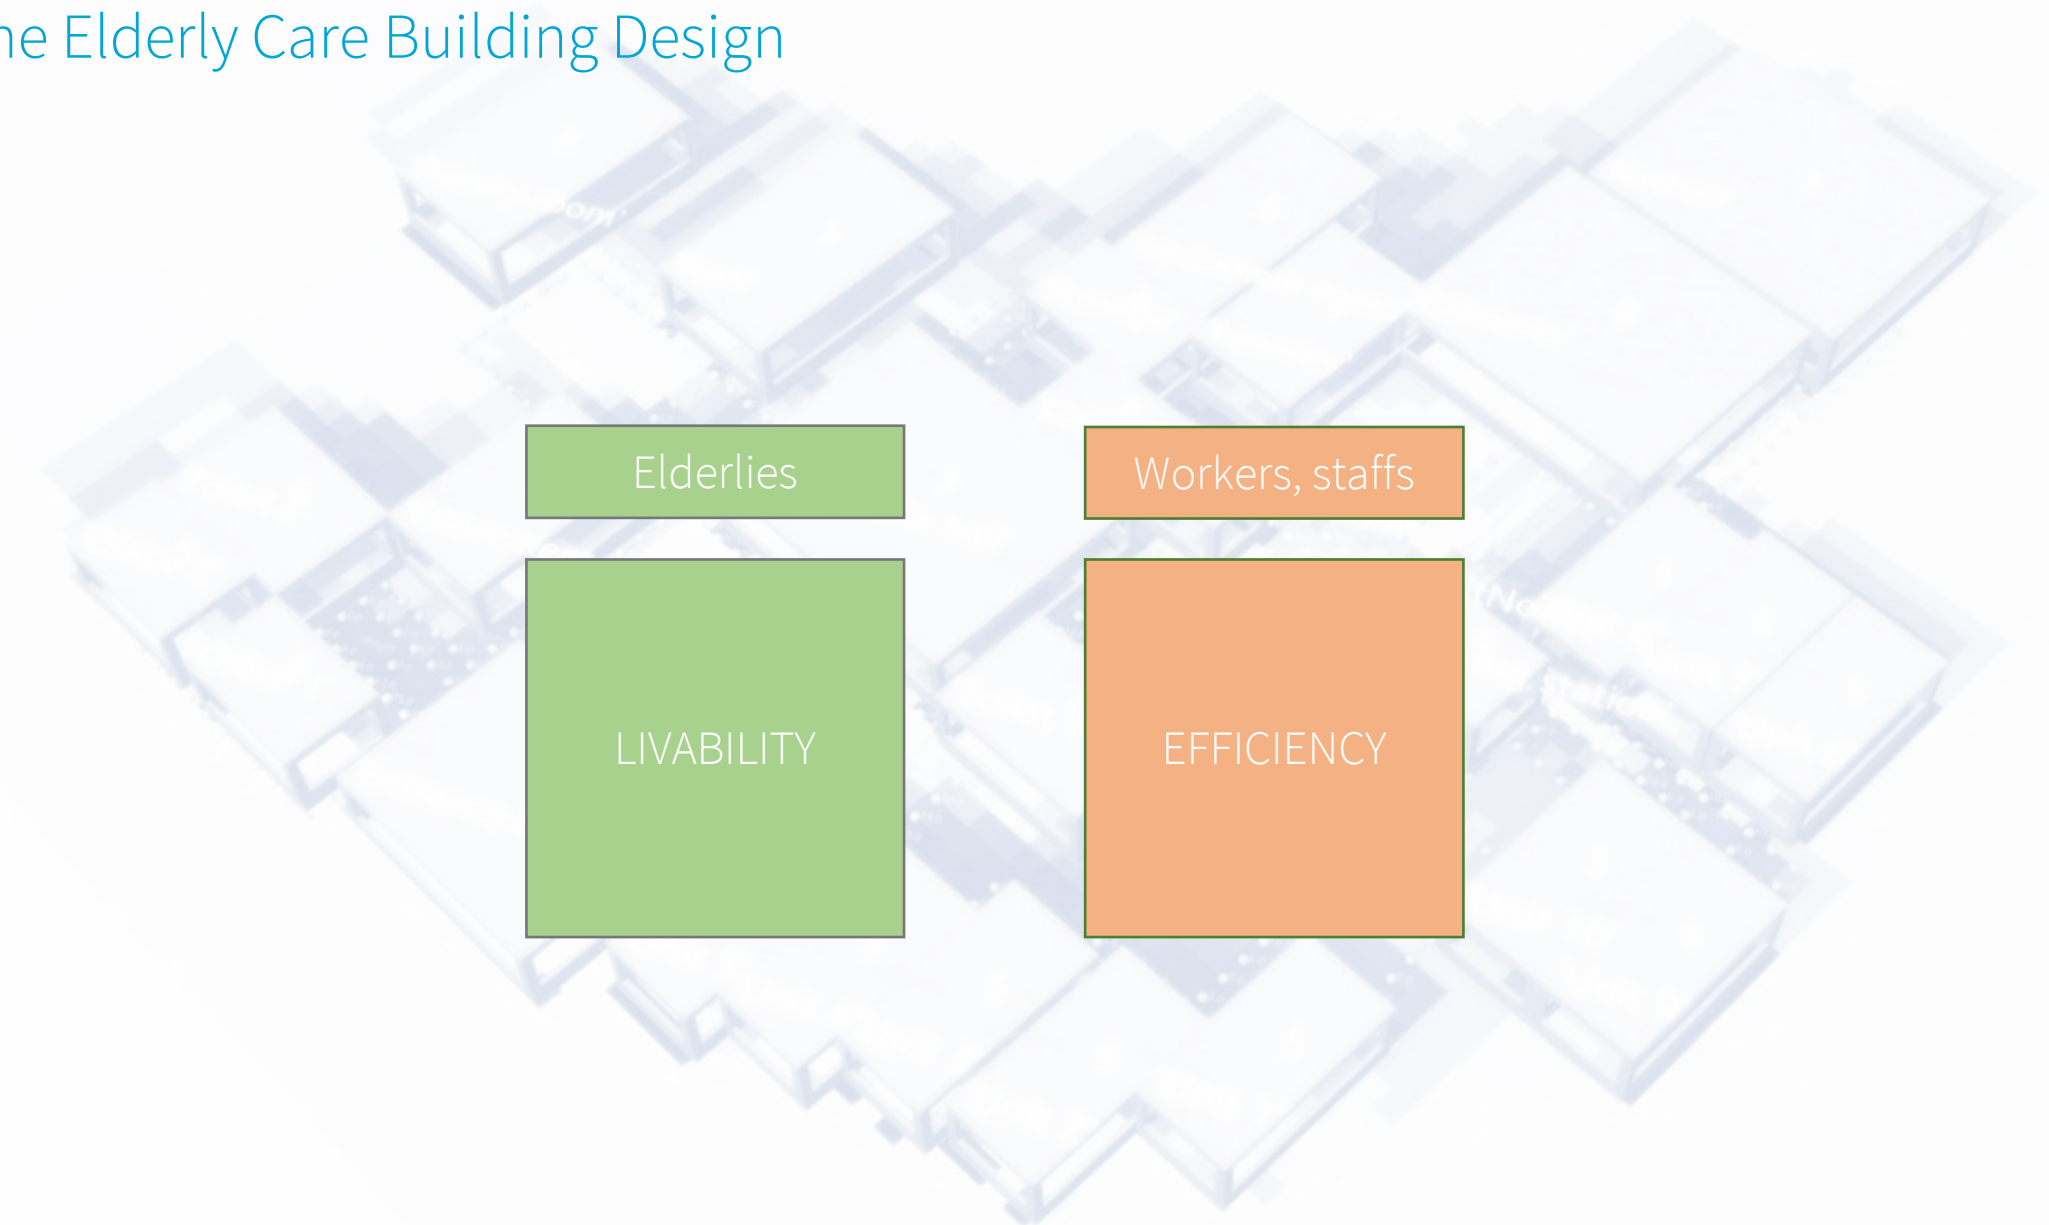 he Elderly Care Building Design
Elderlies
Workers, staffs
LIVABILITY
EFFICIENCY